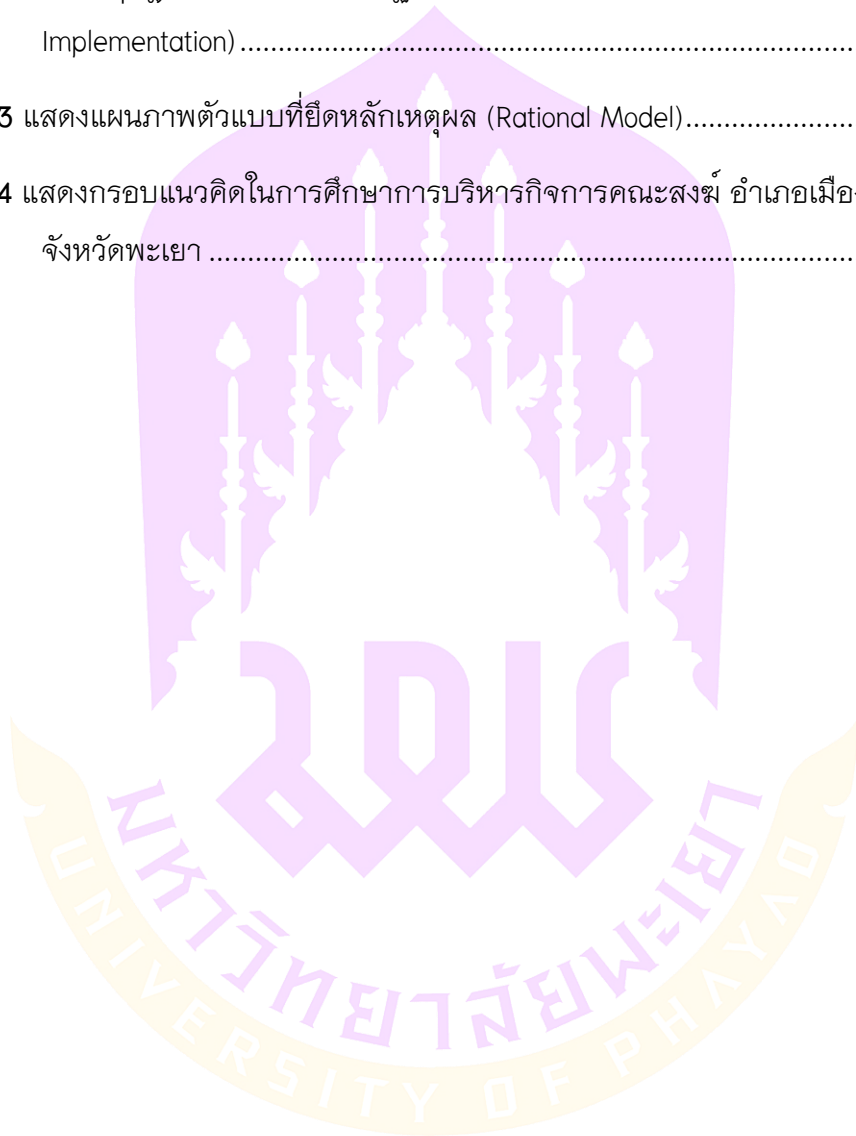 Implementation)................................................................................
3 แสดงแผนภาพตัวแบบที่ยึดหลักเหตุผล (Rational Model).....................
4 แสดงกรอบแนวคิดในการศึกษาการบริหารกิจการคณะสงฆ์ อำเภอเมือง
จังหวัดพะเยา ....................................................................................
มหาวิทยาลัยพะเยา
UNIVERSITY OF PHAYAO